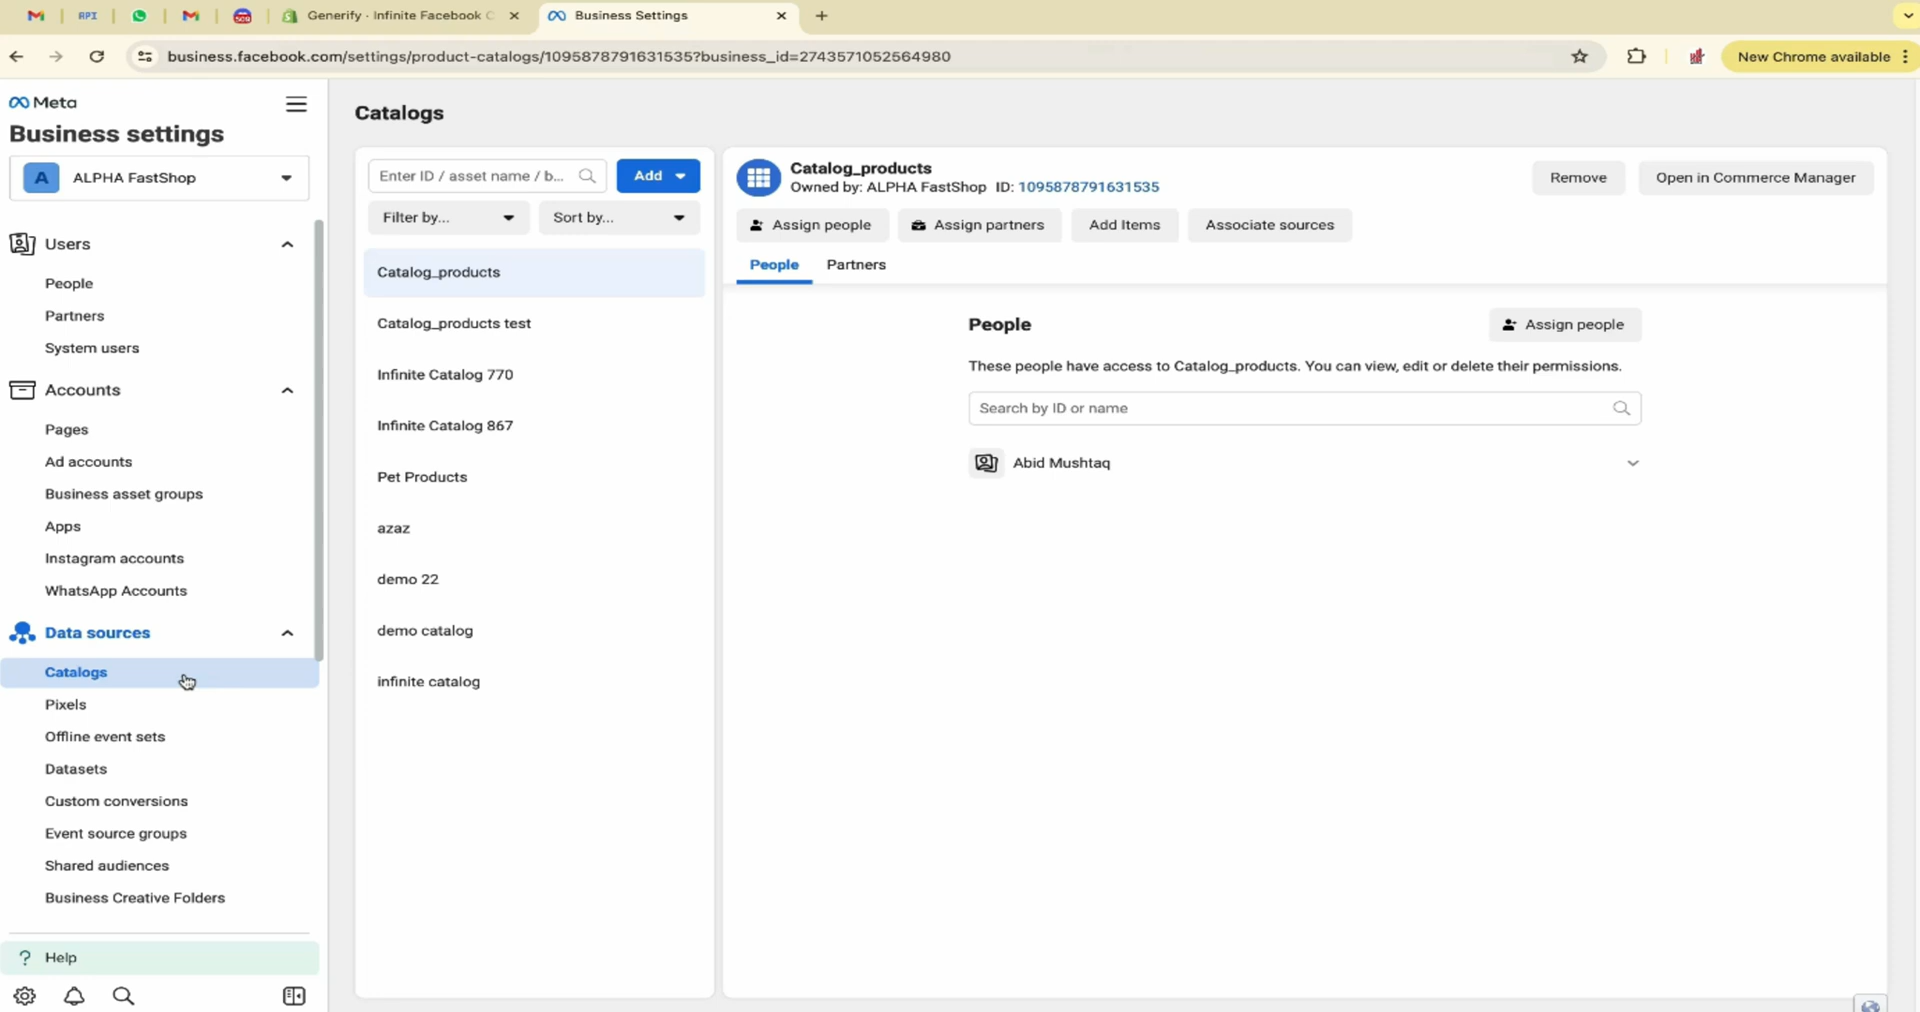 API
SALE
Generify · Infinite Facebook C
Business Settings
business.facebook.com/settings/product-catalogs/1095878791631535?business_id=2743571052564980
New Chrome available
Meta
Business settings
A
ALPHA FastShop
Users
People
Partners
System users
Accounts
Pages
Ad accounts
Business asset groups
Apps
Instagram accounts
WhatsApp Accounts
Data sources
Catalogs
Pixels
Offline event sets
Datasets
Custom conversions
Event source groups
Shared audiences
Business Creative Folders
? Help
Catalogs
Enter ID / asset name / b...
Add
Filter by...
Sort by...
Catalog_products
Catalog_products test
Infinite Catalog 770
Infinite Catalog 867
Pet Products
azaz
demo 22
demo catalog
infinite catalog
Catalog_products
Owned by: ALPHA FastShop ID: 1095878791631535
Remove
Open in Commerce Manager
Assign people
Assign partners
Add Items
Associate sources
People
Partners
People
Assign people
These people have access to Catalog_products. You can view, edit or delete their permissions.
Search by ID or name
Abid Mushtaq